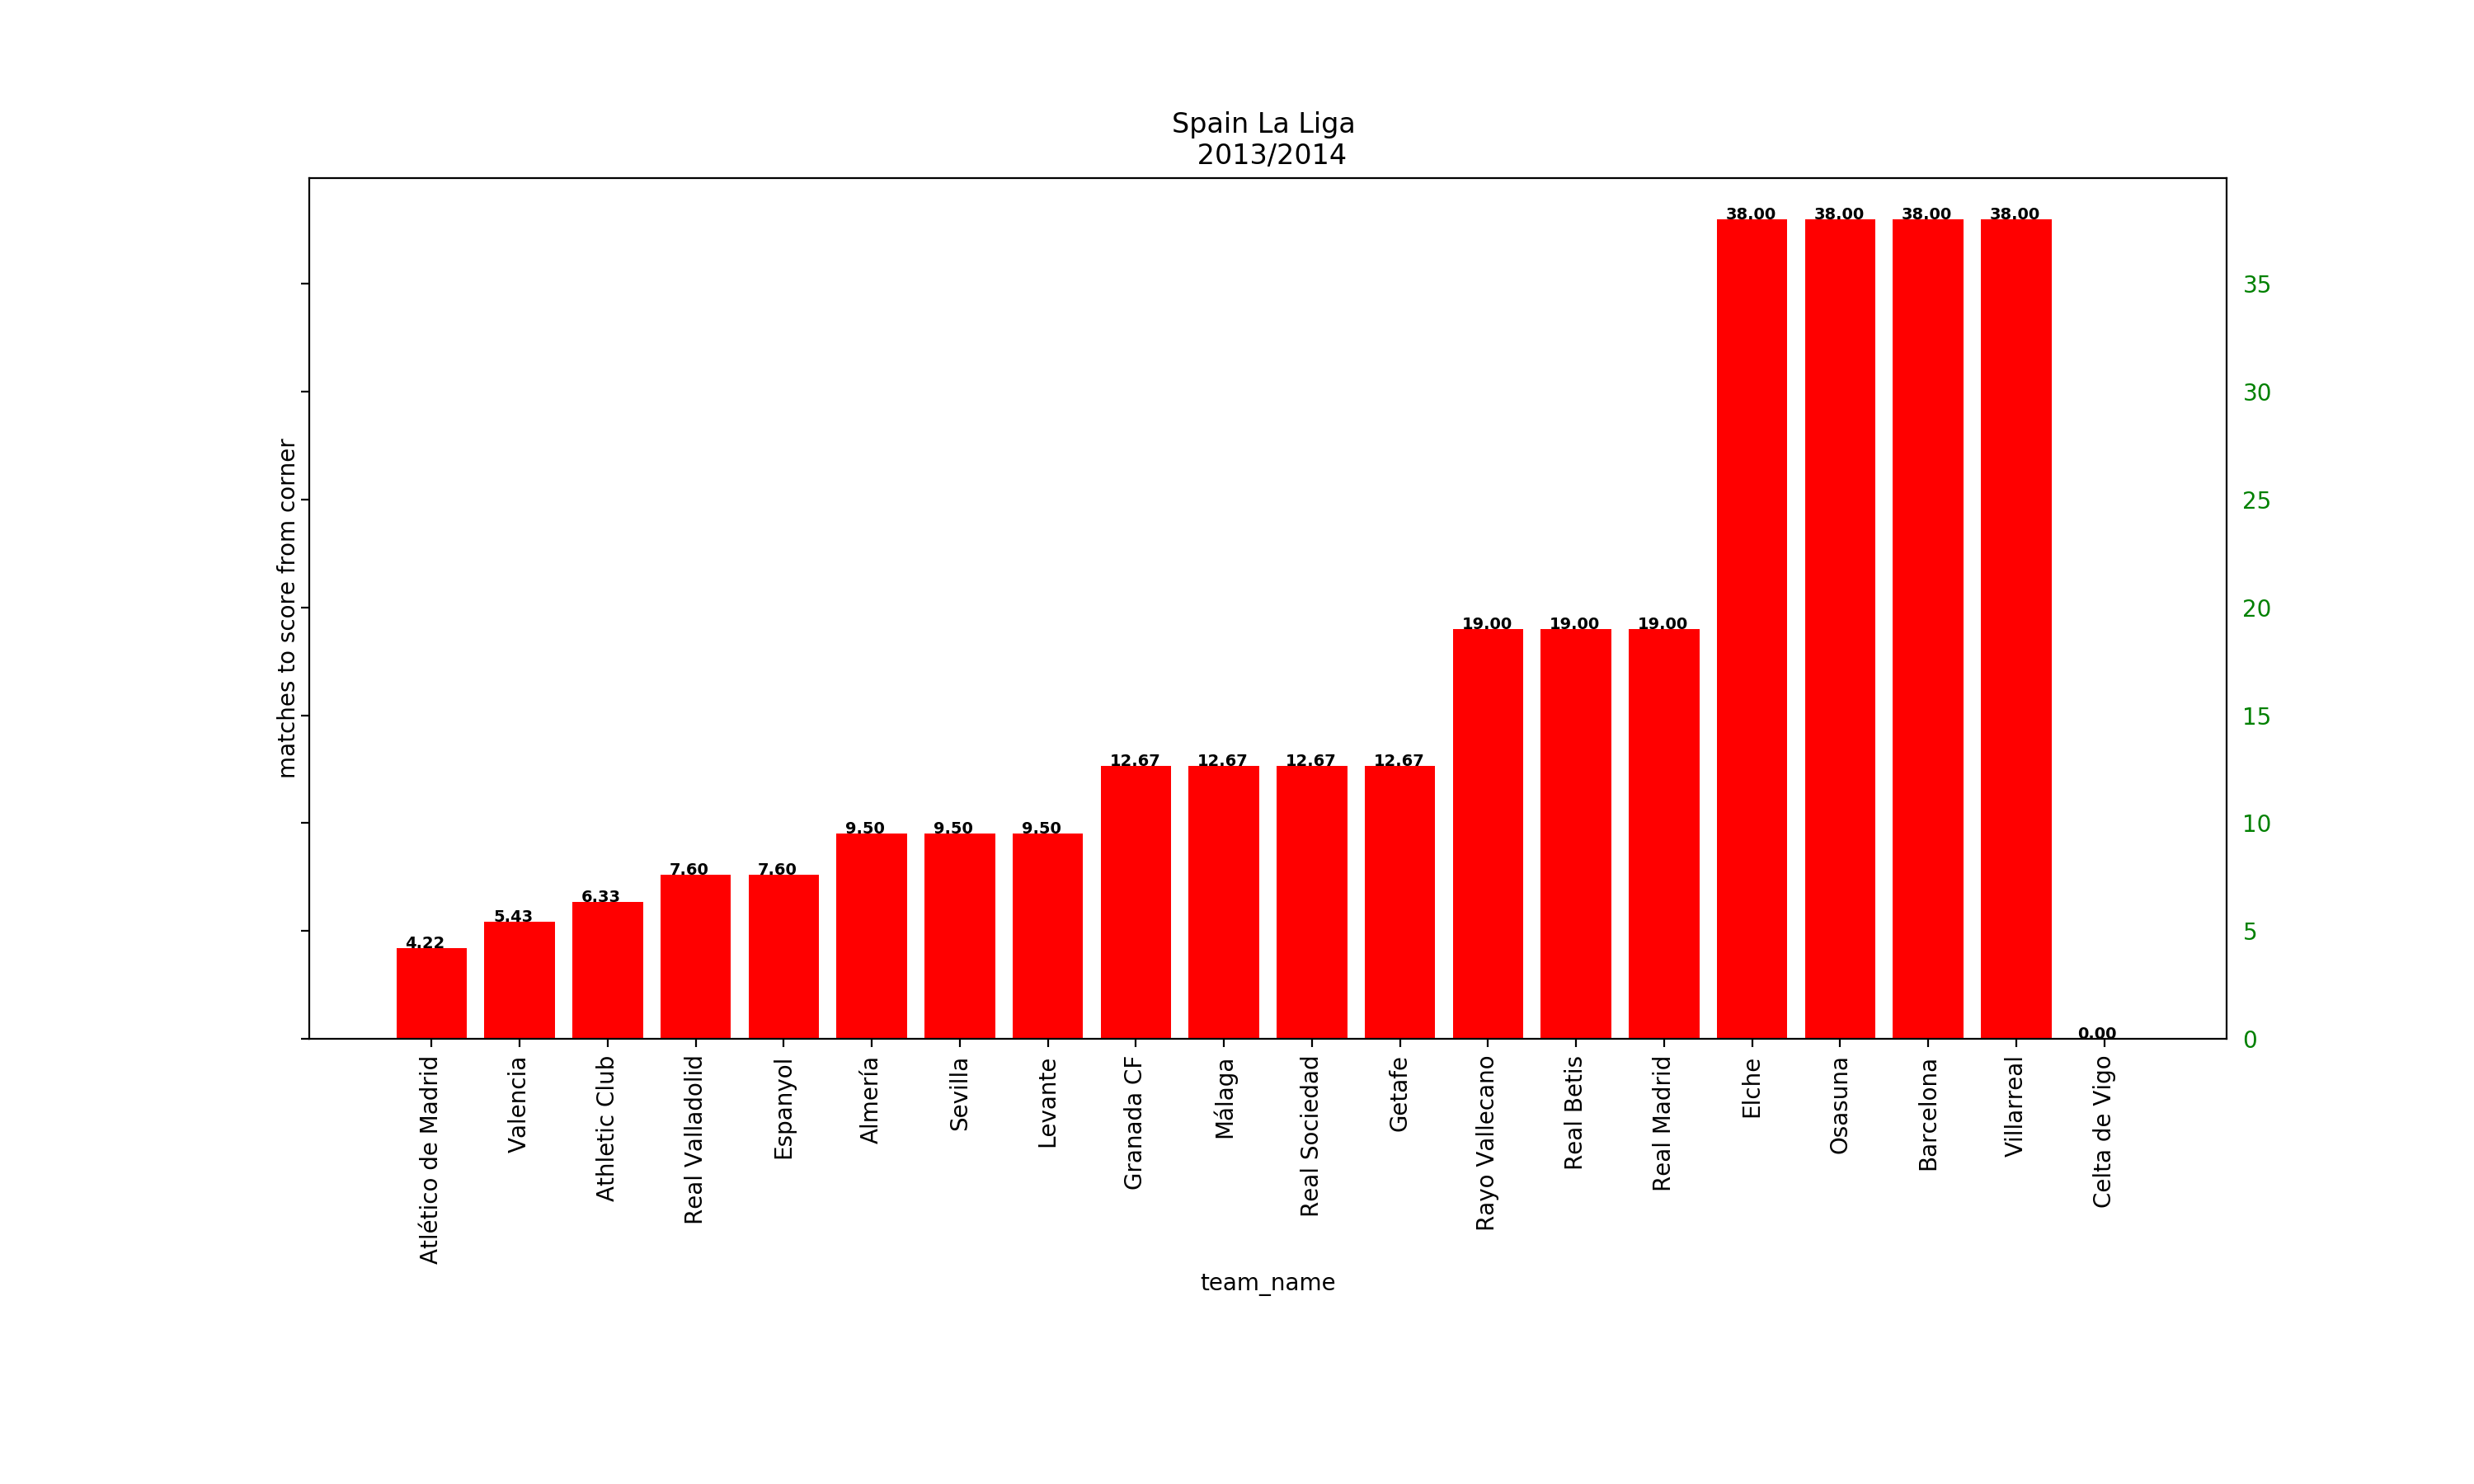 Spain La Liga
2013/2014
matches to score from corner
38.00 38.00 38.00 38.00
19.00 19.00 19.00
12.67 12.67 12.67 12.67
9.50 9.50 9.50
7.60 7.60
6.33
5.43
4.22
0.00
35
30
25
20
15
10
5
0
Atlético de Madrid
Valencia
Athletic Club
Real Valladolid
Espanyol
Almería
Sevilla
Levante
Granada CF
Málaga
Real Sociedad
Getafe
Rayo Vallecano
Real Betis
Real Madrid
Elche
Osasuna
Barcelona
Villarreal
Celta de Vigo
team_name